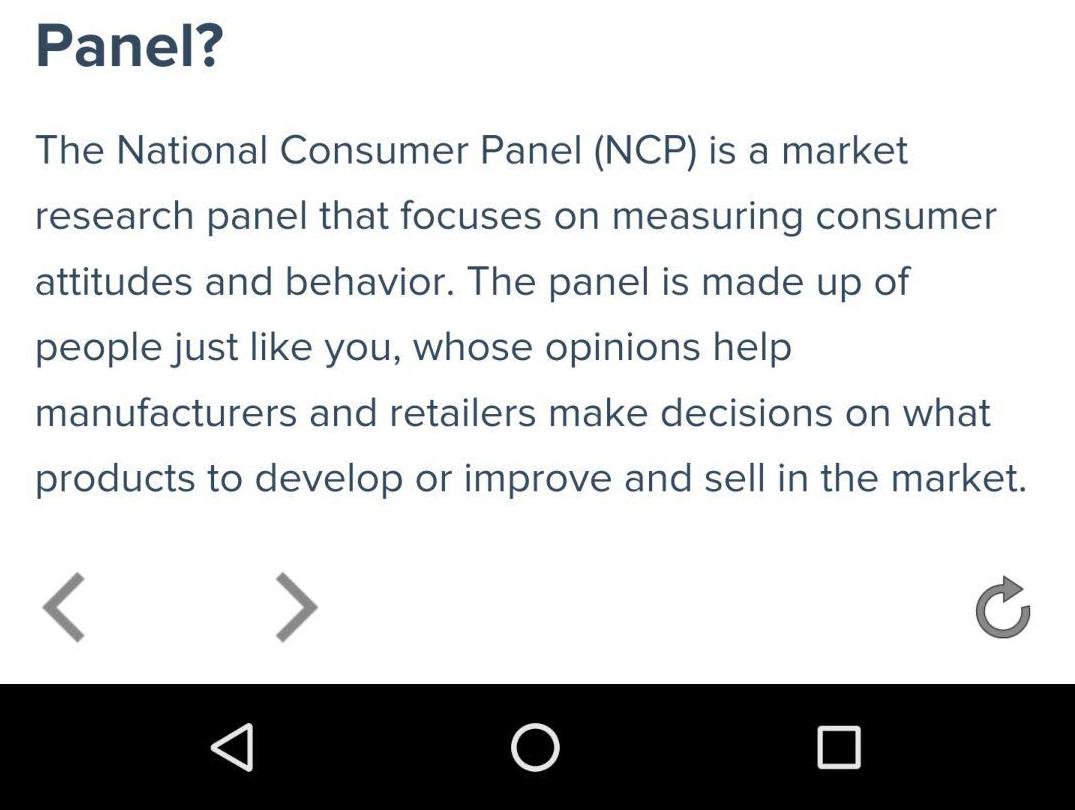 Panel?
The National Consumer Panel (NCP) is a market
research panel that focuses on measuring consumer
attitudes and behavior. The panel is made up of
people just like you, whose opinions help
manufacturers and retailers make decisions on what
products to develop or improve and sell in the market.